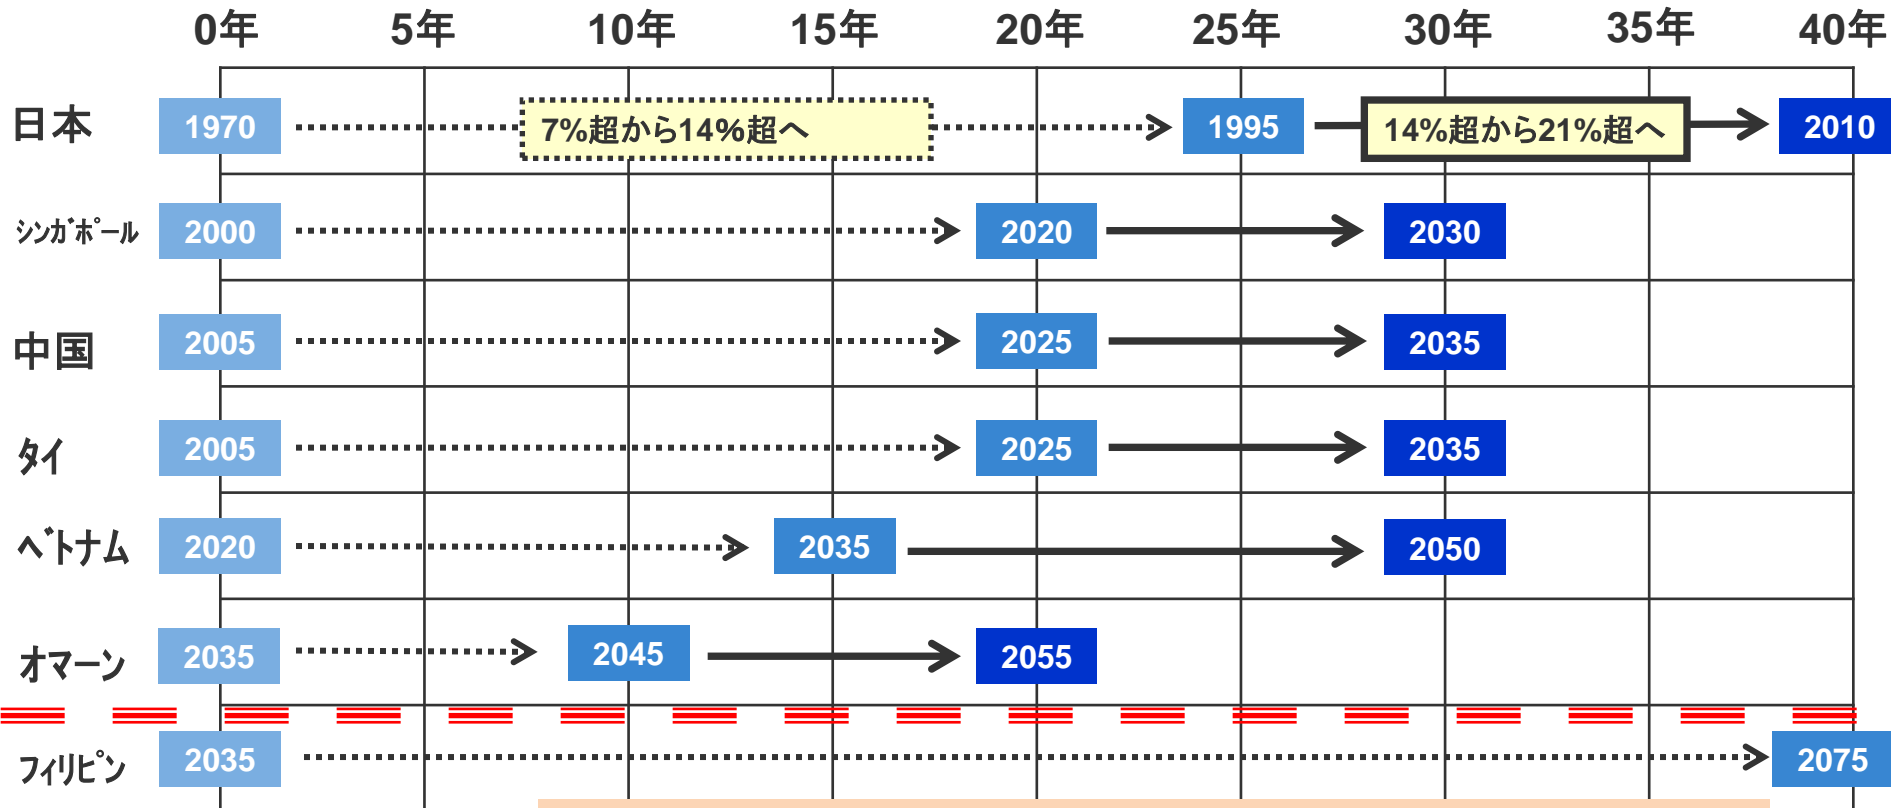 0年 5年 10年 15年 20年 25年 30年 35年 40年
日本 1970 7%超から14%超へ 1995 14%超から21%超へ 2010
シンガポール 2000 2020 2030
中国 2005 2025 2035
タイ 2005 2025 2035
ベトナム 2020 2035 2050
オマーン 2035 2045 2055
フィリピン 2035 2075